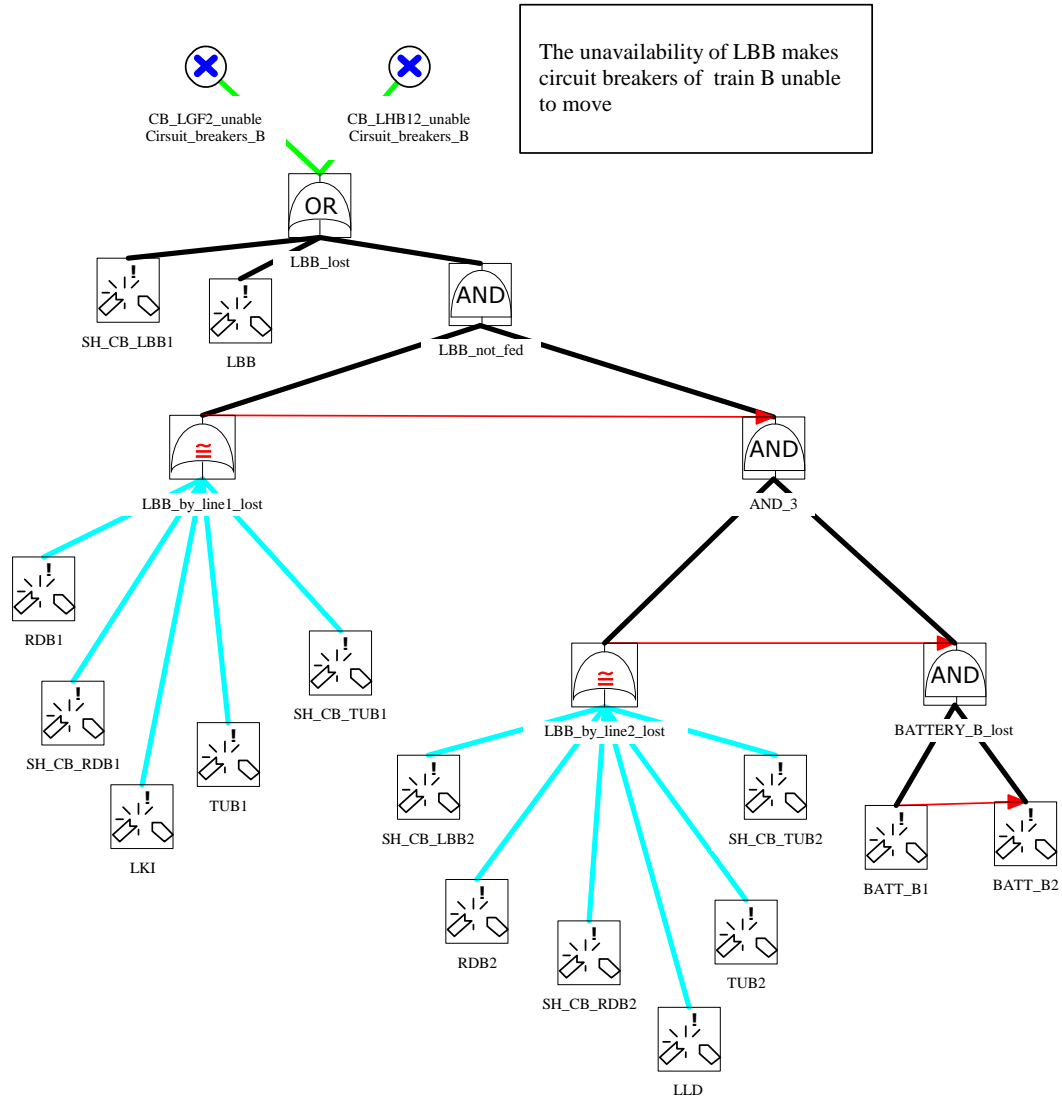 The unavailability of LBB makes
circuit breakers of train B unable
to move
CB_LGF2_unable
Cirsuit_breakers_B
CB_LHB12_unable
Cirsuit_breakers_B
OR
LBB_lost
SH_CB_LBB1
LBB
AND
LBB_not_fed
≅
LBB_by_line1_lost
AND
AND_3
RDB1
SH_CB_RDB1
LKI
TUB1
SH_CB_TUB1
≅
LBB_by_line2_lost
AND
BATTERY_B_lost
SH_CB_LBB2
RDB2
SH_CB_RDB2
LLD
TUB2
SH_CB_TUB2
BATT_B1
BATT_B2